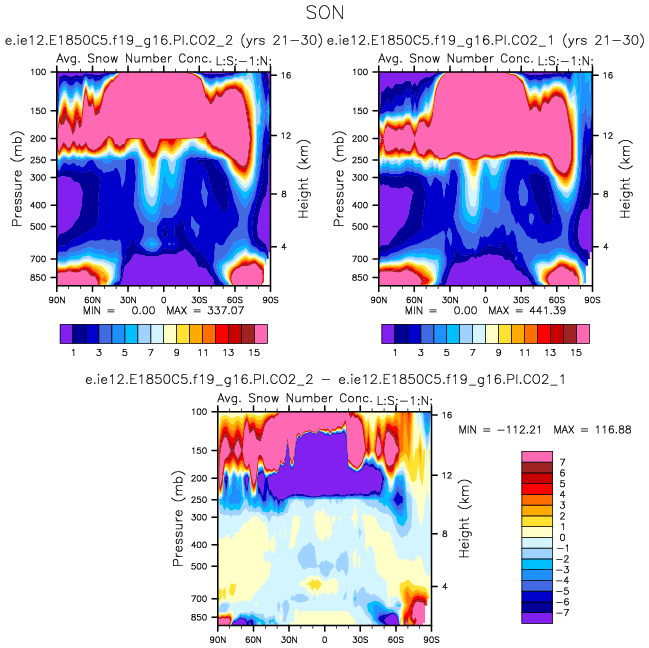 SON
e.ie12.E1850C5.f19_g16.PI.CO2_2 (yrs 21−30) e.ie12.E1850C5.f19_g16.PI.CO2_1 (yrs 21−30)
Avg. Snow Number Conc. L:S:−1:N: Avg. Snow Number Conc. L:S:−1:N:
100 16 100 16
150 150
200 12 200 12
250 250
300 300
8 8
400 400
500 500
4 4
700 700
850 850
Pressure (mb) Height (km) Pressure (mb) Height (km)
90N 60N 30N 0 30S 60S 90S 90N 60N 30N 0 30S 60S 90S
MIN = 0.00 MAX = 337.07 MIN = 0.00 MAX = 441.39
1 3 5 7 9 11 13 15 1 3 5 7 9 11 13 15
e.ie12.E1850C5.f19_g16.PI.CO2_2 − e.ie12.E1850C5.f19_g16.PI.CO2_1
Avg. Snow Number Conc. L:S:−1:N:
100 16
MIN = −112.21 MAX = 116.88
150
200 12
250
300
8
400
500
4
700
850
Pressure (mb) Height (km)
90N 60N 30N 0 30S 60S 90S
7
6
5
4
3
2
1
0
−1
−2
−3
−4
−5
−6
−7